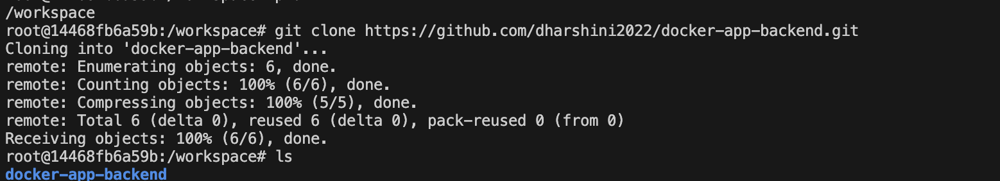 /workspace
root@14468fb6a59b:/workspace# git clone https://github.com/dharshini2022/docker-app-backend.git
Cloning into 'docker-app-backend'...
remote: Enumerating objects: 6, done.
remote: Counting objects: 100% (6/6), done.
remote: Compressing objects: 100% (5/5), done.
remote: Total 6 (delta 0), reused 6 (delta 0), pack-reused 0 (from 0)
Receiving objects: 100% (6/6), done.
root@14468fb6a59b:/workspace# ls
docker-app-backend